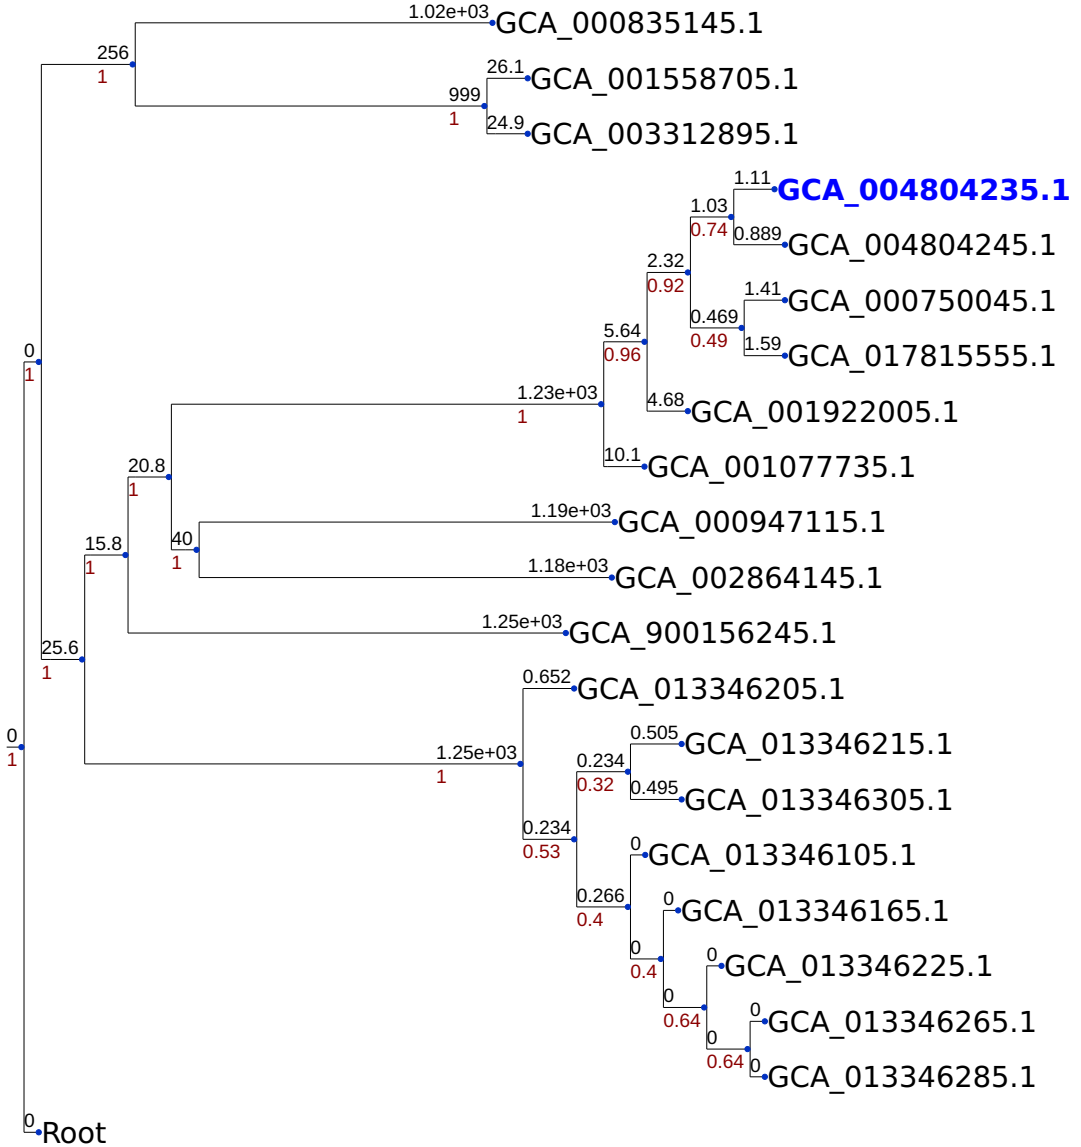 1.02e+03
GCA_000835145.1
256
1
26.1
GCA_001558705.1
999
1
24.9
GCA_003312895.1
1.11
GCA_004804235.1
1.03
0.74
0.889
GCA_004804245.1
2.32
0.92
1.41
GCA_000750045.1
0.469
0.49
1.59
GCA_017815555.1
5.64
0.96
0
1
4.68
GCA_001922005.1
1.23e+03
1
10.1
GCA_001077735.1
20.8
1
1.19e+03
GCA_000947115.1
40
1
15.8
1
1.18e+03
GCA_002864145.1
1.25e+03
GCA_900156245.1
25.6
1
0.652
GCA_013346205.1
0
1
1.25e+03
1
0.505
GCA_013346215.1
0.234
0.32
0.495
GCA_013346305.1
0.234
0.53
0
GCA_013346105.1
0.266
0.4
0
GCA_013346165.1
0
0.4
0
GCA_013346225.1
0
0.64
0
GCA_013346265.1
0
0.64
0
GCA_013346285.1
0
Root